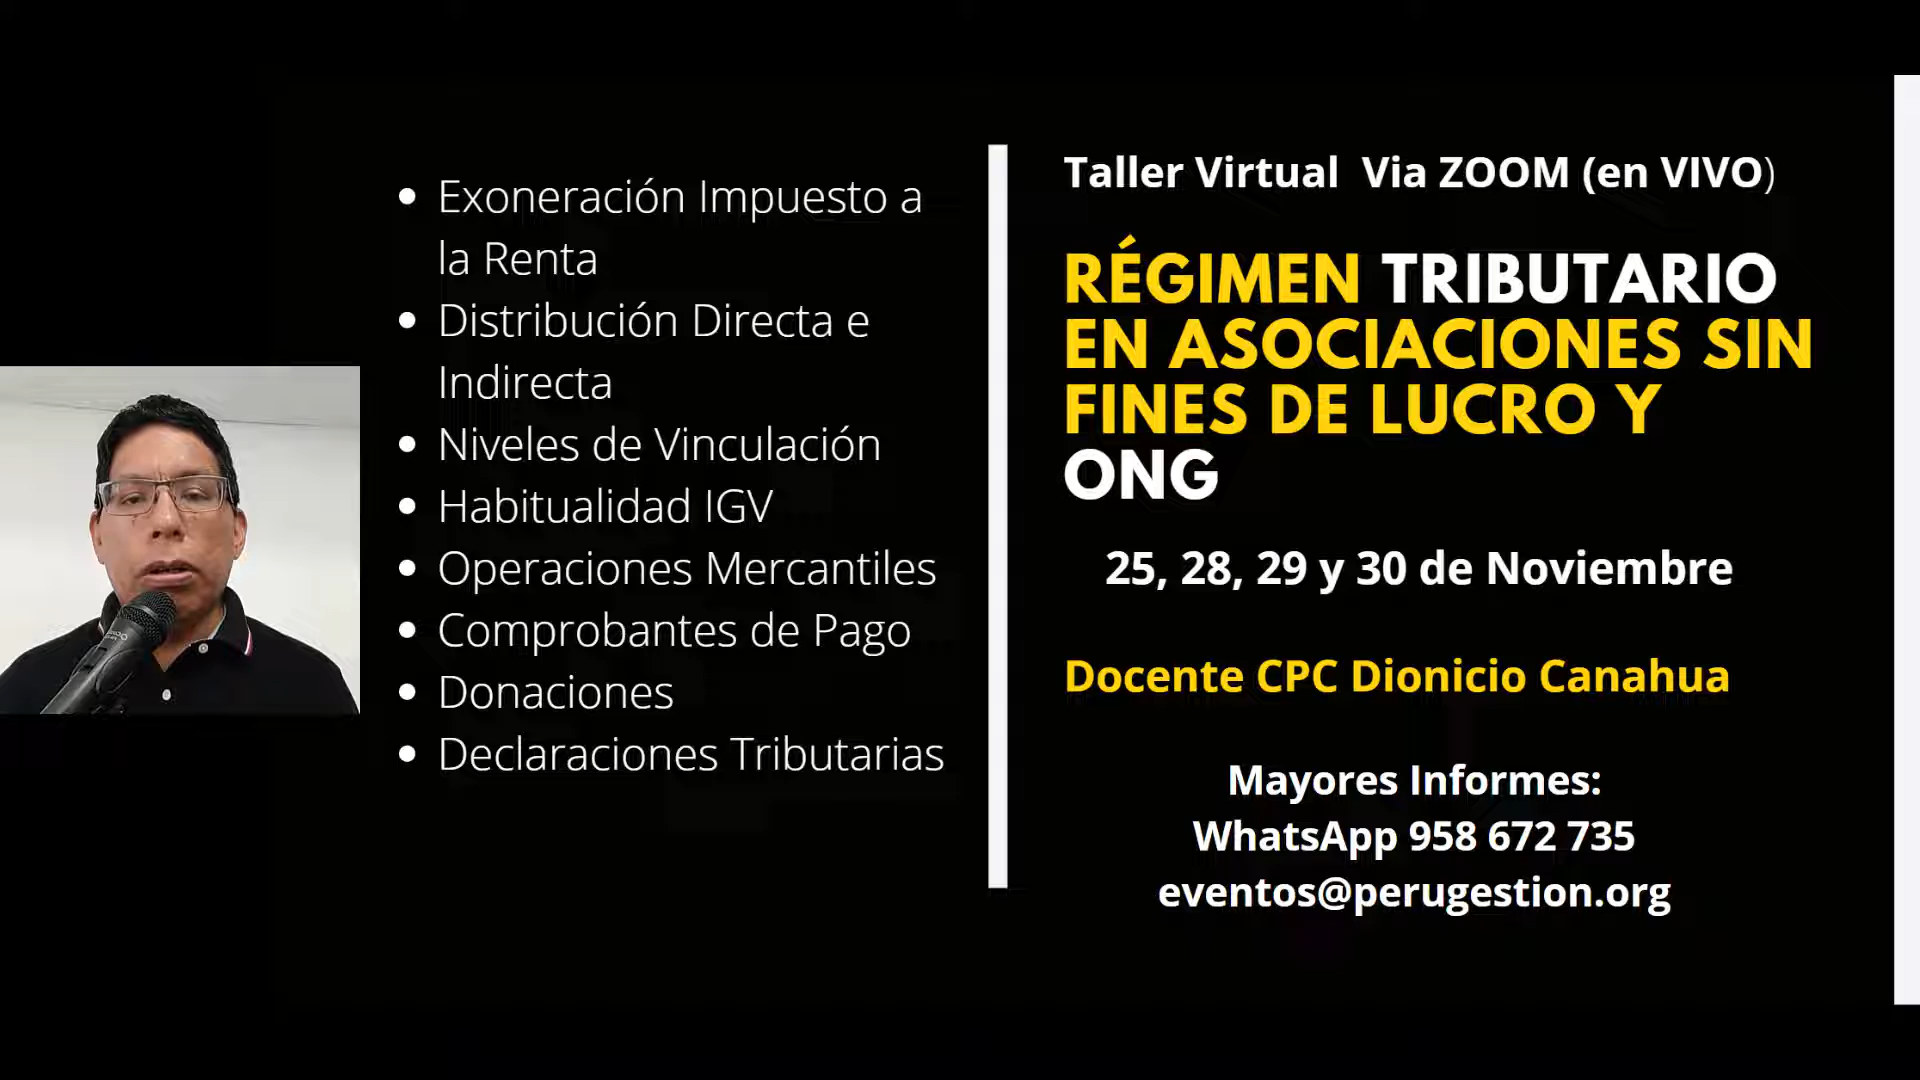 • Exoneración Impuesto a
la Renta
• Distribución Directa e
Indirecta
• Niveles de Vinculación
• Habitualidad IGV
• Operaciones Mercantiles
• Comprobantes de Pago
• Donaciones
• Declaraciones Tributarias
Taller Virtual Via ZOOM (en VIVO)
RÉGIMEN TRIBUTARIO
EN ASOCIACIONES SIN
FINES DE LUCRO Y
ONG
25, 28, 29 y 30 de Noviembre
Docente CPC Dionicio Canahua
Mayores Informes:
WhatsApp 958 672 735
eventos@perugestion.org